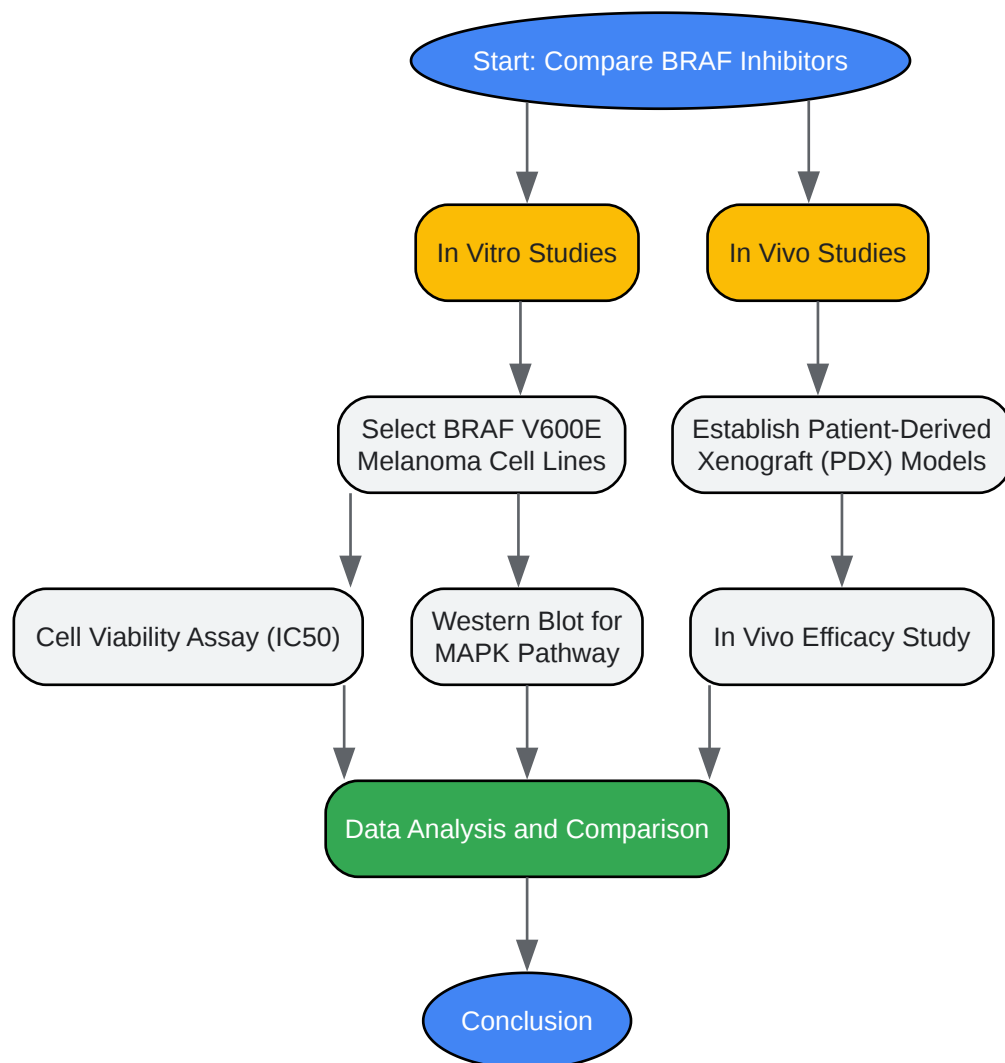 Start: Compare BRAF Inhibitors
In Vitro Studies
In Vivo Studies
Select BRAF V600E
Melanoma Cell Lines
Establish Patient-Derived
Xenograft (PDX) Models
Cell Viability Assay (IC50)
Western Blot for
MAPK Pathway
In Vivo Efficacy Study
Data Analysis and Comparison
Conclusion